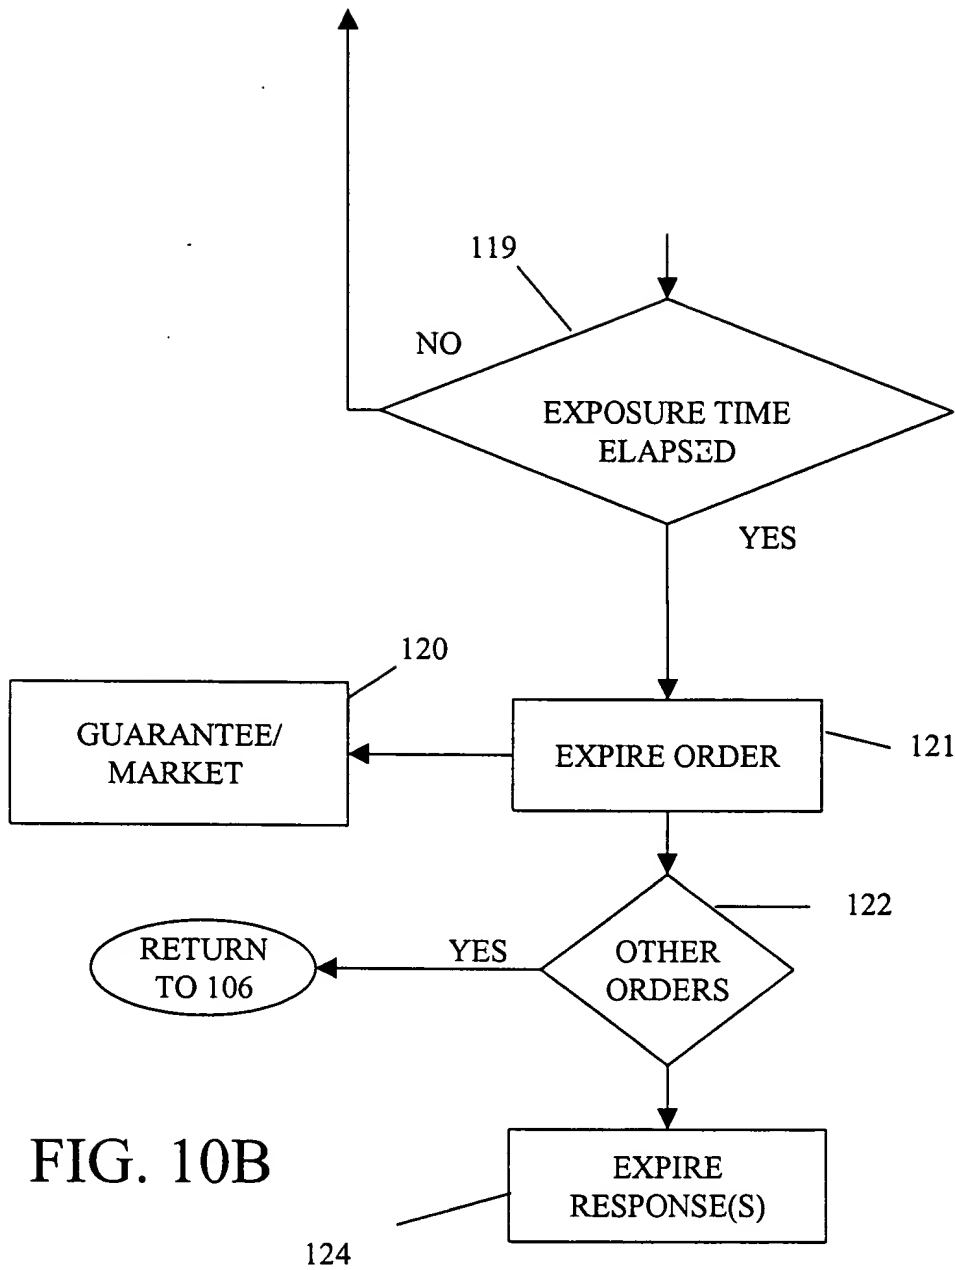 119
NO
EXPOSURE TIME
ELAPSED
YES
120
GUARANTEE/
MARKET
EXPIRE ORDER
121
122
RETURN
TO 106
YES
OTHER
ORDERS
FIG. 10B
EXPIRE
RESPONSE(S)
124